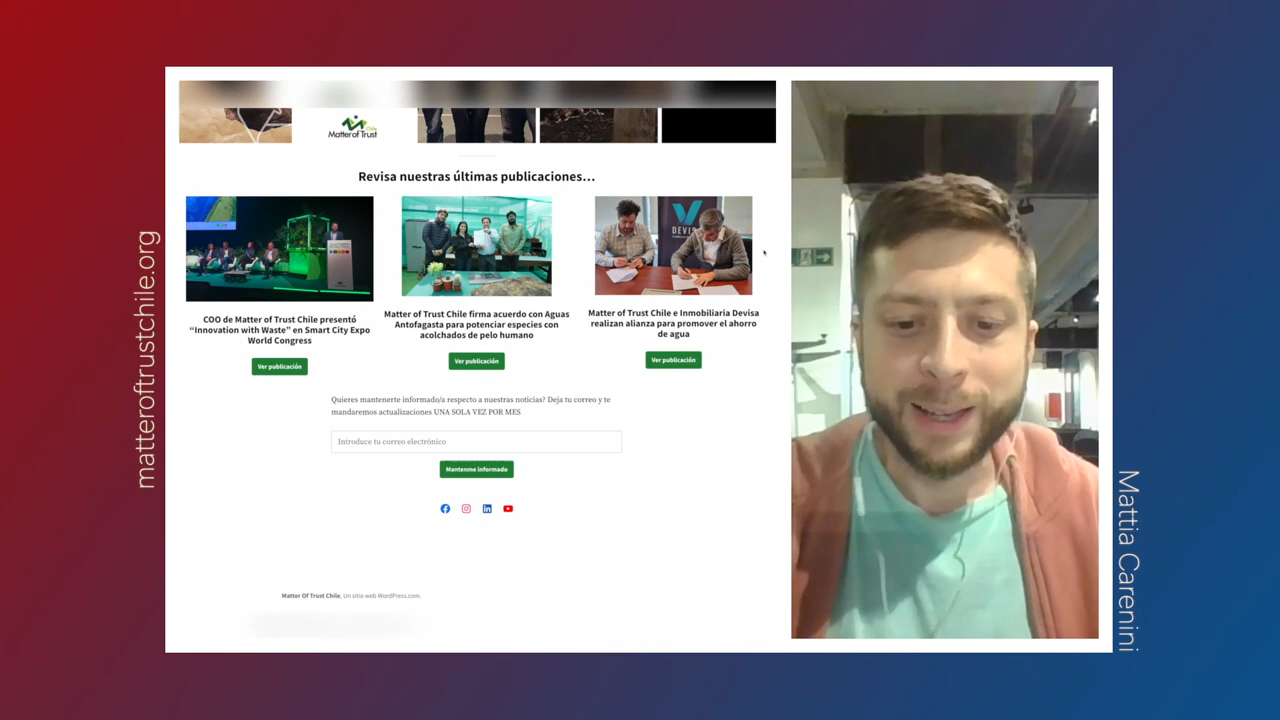 matteroftrustchile.org
Chile
Matter of Trust
Revisa nuestras últimas publicaciones...
DEVIS
COO de Matter of Trust Chile presentó
“Innovation with Waste” en Smart City Expo
World Congress
Ver publicación
Matter of Trust Chile firma acuerdo con Aguas
Antofagasta para potenciar especies con
acolchados de pelo humano
Ver publicación
Matter of Trust Chile e Inmobiliaria Devisa
realizan alianza para promover el ahorro
de agua
Ver publicación
Quieres mantenerte informado/a respecto a nuestras noticias? Deja tu correo y te
mandaremos actualizaciones UNA SOLA VEZ POR MES
Introduce tu correo electrónico
Mantenme informado
Matter Of Trust Chile, Un sitio web WordPress.com.
Mattia Carenini